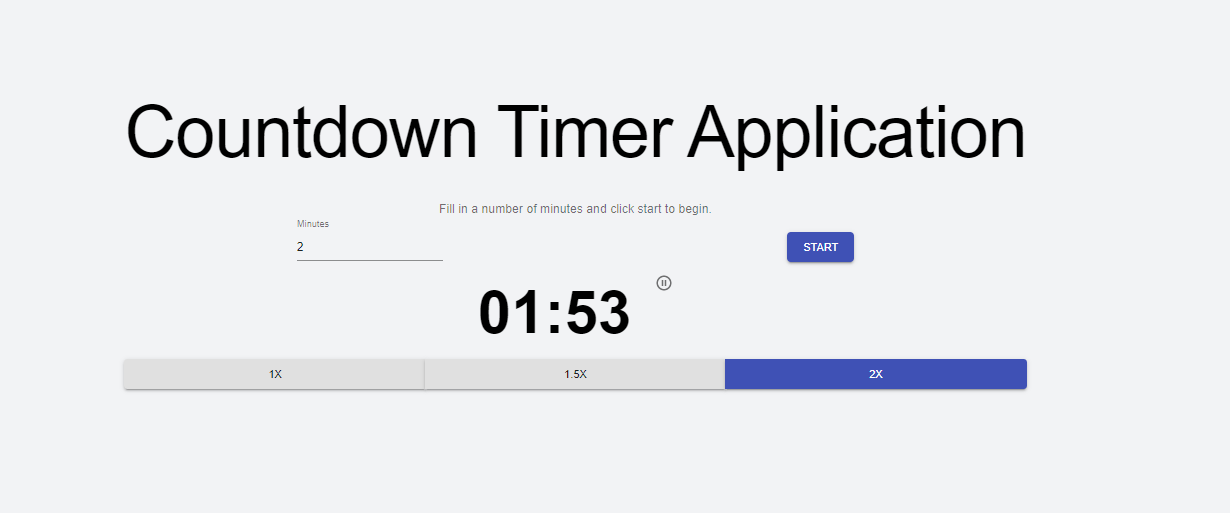 Countdown Timer Application
Fill in a number of minutes and click start to begin.
Minutes
2
START
01:53
1X
1.5X
2X